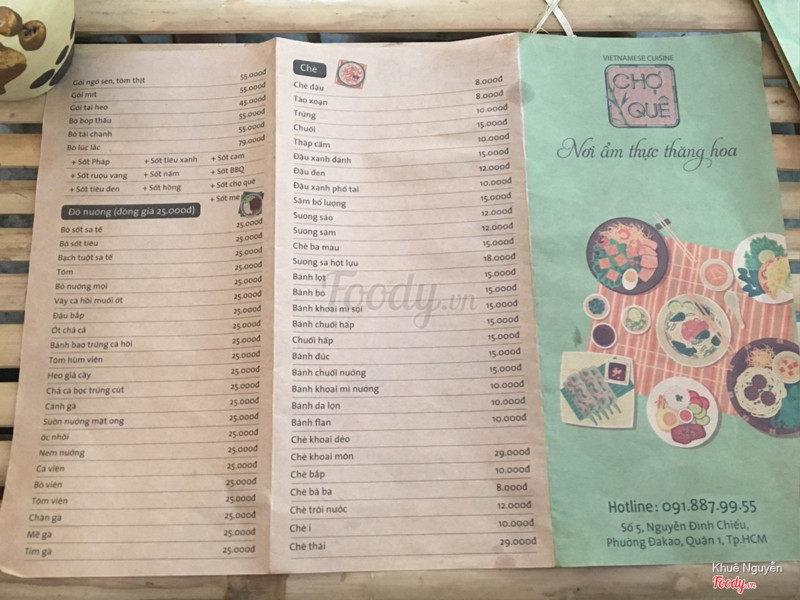 Gỏi ngó sen, tôm thịt 55.000đ
Gỏi mít 55.000đ
Gỏi tai heo 45.000đ
Bò bóp thấu 55.000đ
Bò tái chanh 55.000đ
Bò lúc lắc 79.000đ
+ Sốt Pháp + Sốt tiêu xanh + Sốt cam
+ Sốt rượu vang + Sốt nấm + Sốt BBQ
+ Sốt tiêu đen + Sốt hồng + Sốt chợ quê
+ Sốt me
Đồ nướng (đồng giá 25.000đ)
Bò sốt sa tế 25.000đ
Bò sốt tiêu 25.000đ
Bạch tuột sa tế 25.000đ
Tôm 25.000đ
Bò nướng mọi 25.000đ
Vây cá hồi muối ớt 25.000đ
Đậu bắp 25.000đ
Ớt chả cá 25.000đ
Bánh bao trứng cá hồi 25.000đ
Tôm hùm viên 25.000đ
Heo giả cầy 25.000đ
Chả cá bọc trứng cút 25.000đ
Cánh gà 25.000đ
Sườn nướng mật ong 25.000đ
ốc nhồi 25.000đ
Nem nướng 25.000đ
Cá viên 25.000đ
Bò viên 25.000đ
Tôm viên 25.000đ
Chân gà 25.000đ
Mề gà 25.000đ
Tim gà 25.000đ
Chè
Chè đậu 8.000đ
Táo xoạn 8.000đ
Trưng 10.000đ
Chuối 15.000đ
Thập cẩm 10.000đ
Đậu xanh đánh 15.000đ
Đậu đen 12.000đ
Đậu xanh phổ tai 10.000đ
Sâm bổ lượng 15.000đ
Sương sáo 12.000đ
Sương sâm 12.000đ
Chè ba màu 15.000đ
Sương sa hột lựu 18.000đ
Bánh lọt 15.000đ
Bánh bò 15.000đ
Bánh khoai mì sợi 15.000đ
Bánh chuối hấp 15.000đ
Chuối hấp 15.000đ
Bánh đúc 15.000đ
Bánh chuối nướng 15.000đ
Bánh khoai mì nướng 10.000đ
Bánh da lợn 10.000đ
Bánh flan 10.000đ
Chè khoai dẻo
Chè khoai môn 29.000đ
Chè bắp 10.000đ
Chè bà ba 8.000đ
Chè trôi nước 12.000đ
Chè ỉ 10.000đ
Chè thái 29.000đ
VIETNAMESE CUISINE
CHỢ
QUÊ
Nơi ẩm thực thăng hoa
Hotline: 091.887.99.55
Số 5, Nguyễn Đình Chiểu,
Phường Đakao, Quận 1, Tp.HCM
Foody.vn
Khuê Nguyễn
Foody.vn